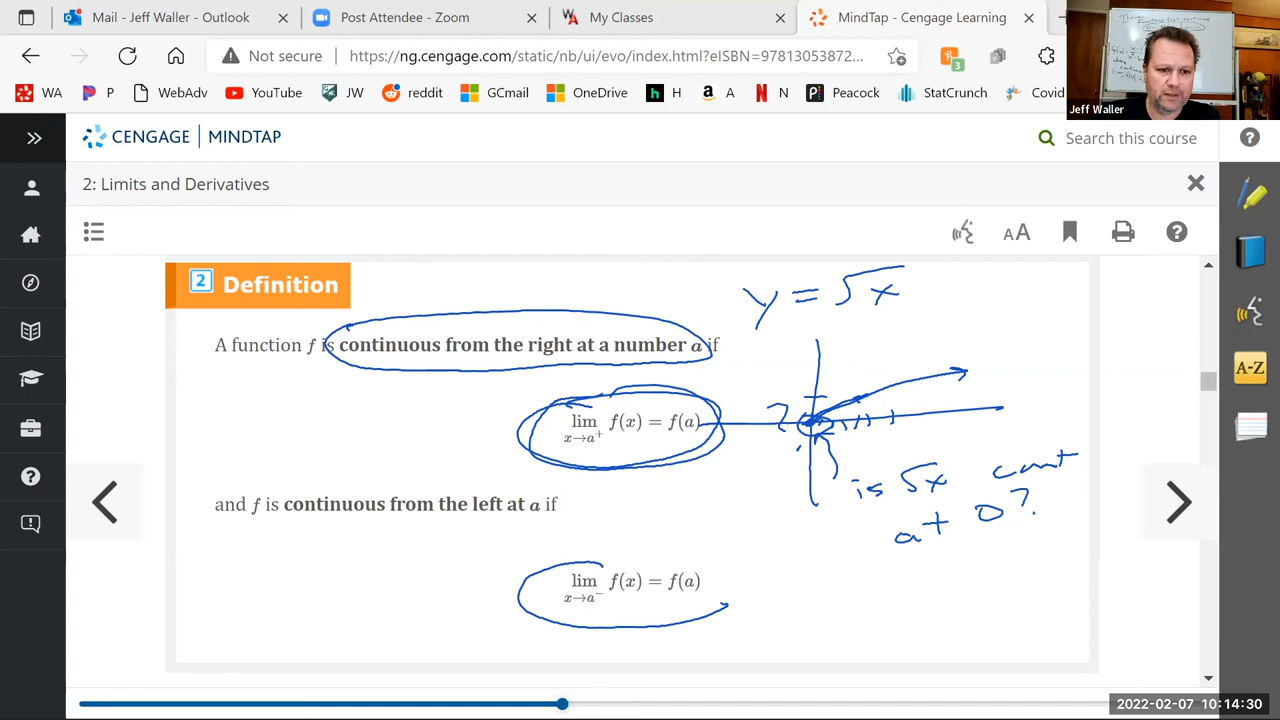 Mail - Jeff Waller - Outlook
Post Attendee - Zoom
My Classes
MindTap - Cengage Learning
Not secure
https://ng.cengage.com/static/nb/ui/evo/index.html?eISBN=97813053872...
3
Jeff Waller
WA
P
WebAdv
YouTube
JW
reddit
GCmail
OneDrive
H
A
N
Peacock
StatCrunch
Covid
CENGAGE | MINDTAP
Search this course
2: Limits and Derivatives
AA
2 Definition
y = √x
A function f is continuous from the right at a number a if
lim x→a⁺ f(x) = f(a)
is √x cont
at 0?
and f is continuous from the left at a if
lim x→a⁻ f(x) = f(a)
A-Z
2022-02-07 10:14:30